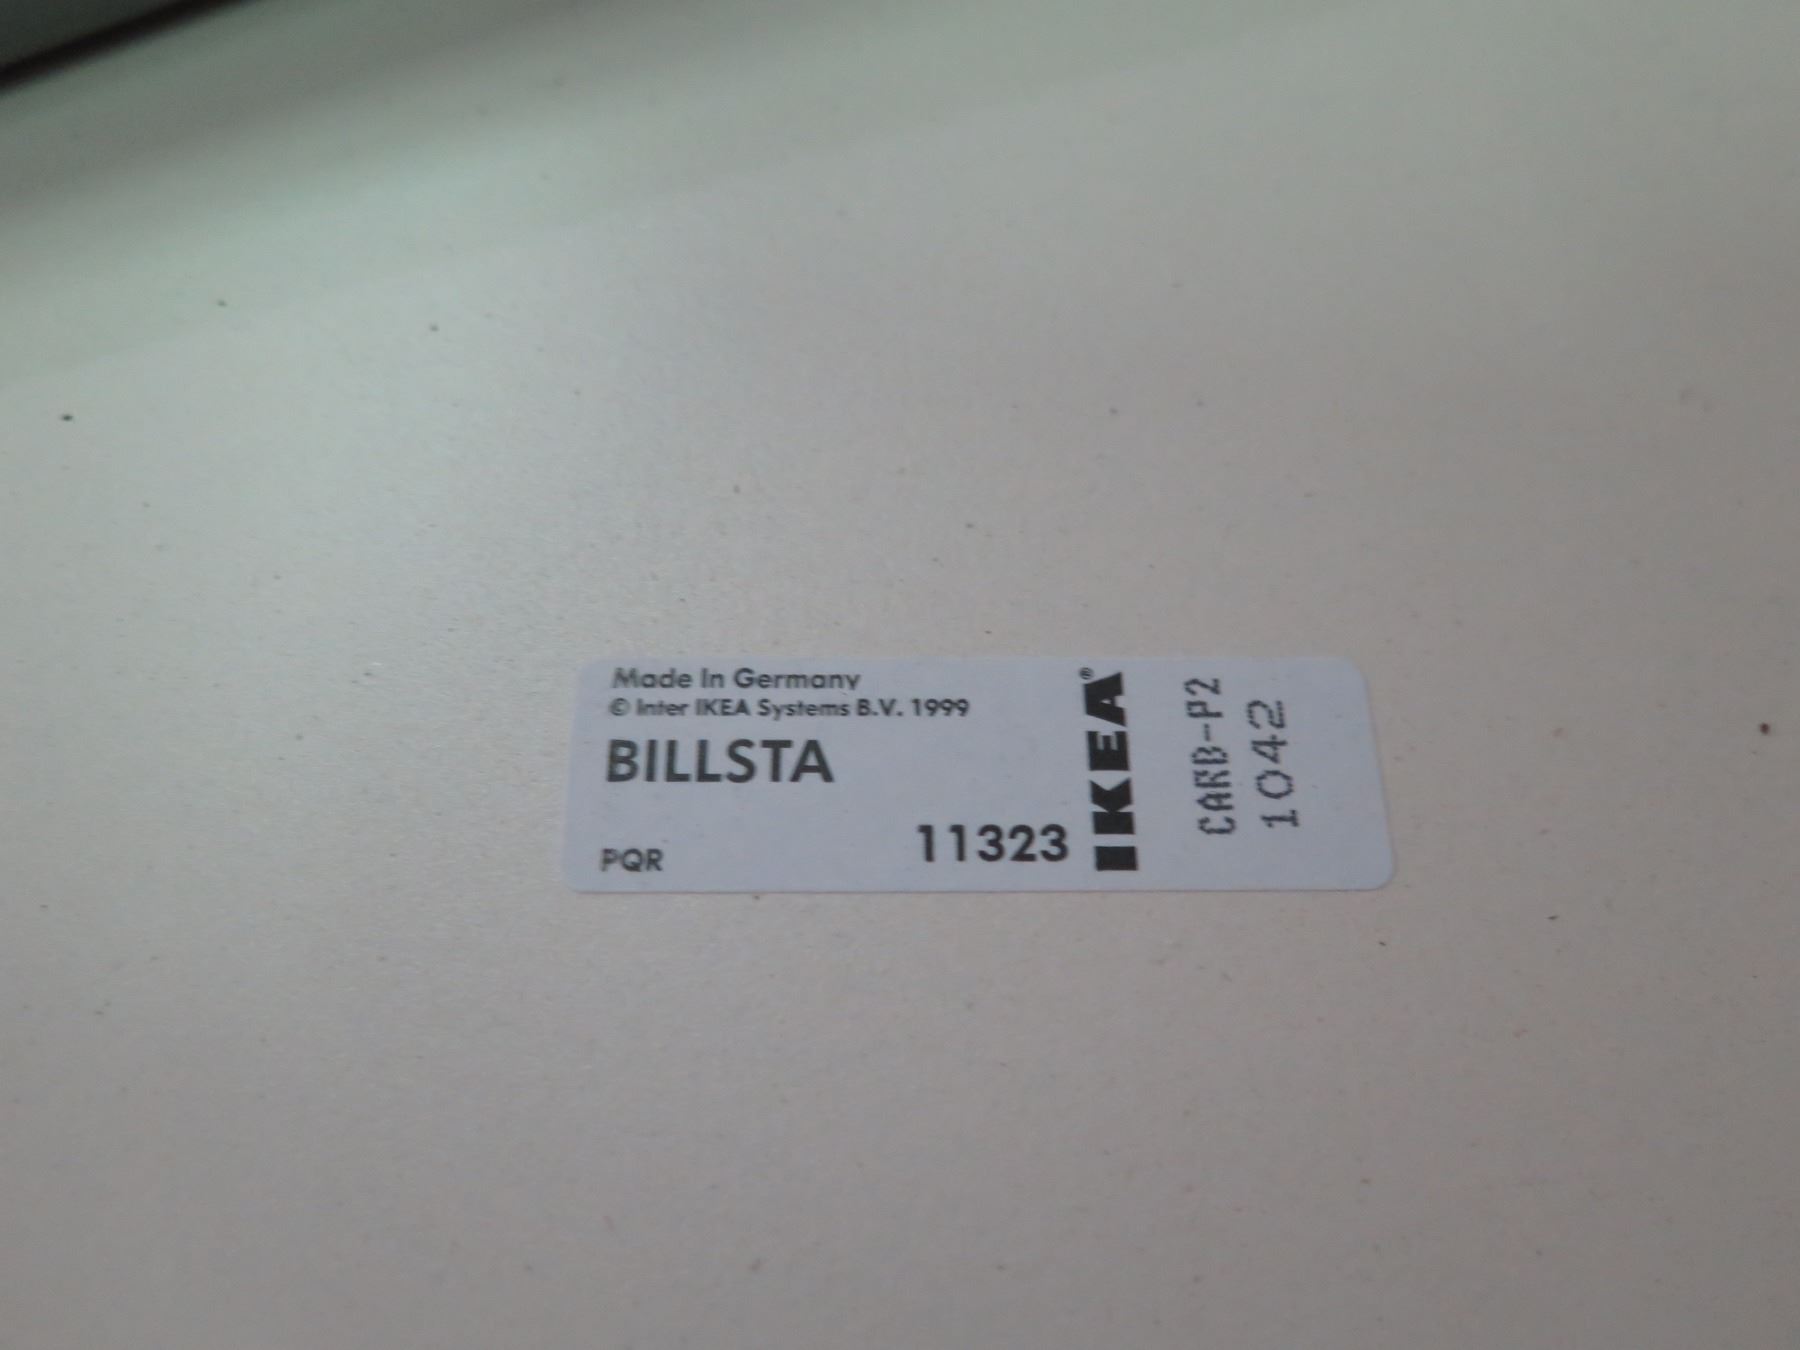 Made In Germany
© Inter IKEA Systems B.V. 1999
BILLSTA
PQR
11323
IKEA®
CARB-P2
1042